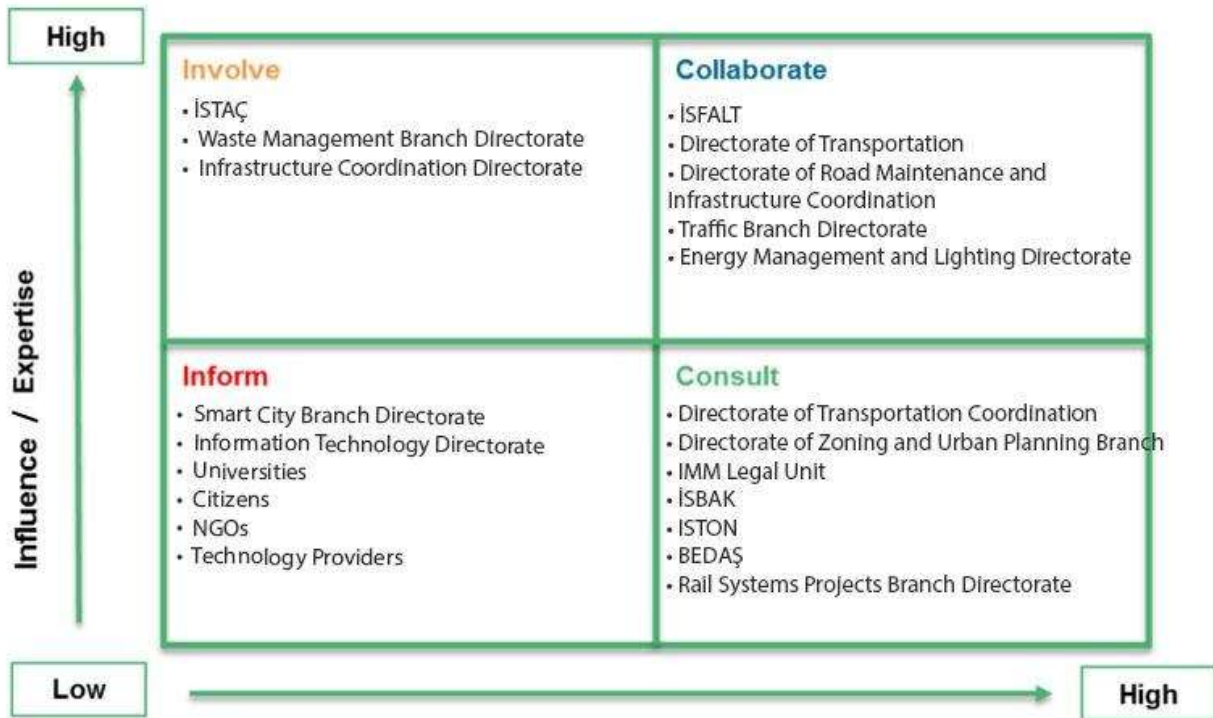 High
Involve
• İSTAÇ
• Waste Management Branch Directorate
• Infrastructure Coordination Directorate
Collaborate
• İSFALT
• Directorate of Transportation
• Directorate of Road Maintenance and
Infrastructure Coordination
• Traffic Branch Directorate
• Energy Management and Lighting Directorate
Influence / Expertise
Inform
• Smart City Branch Directorate
• Information Technology Directorate
• Universities
• Citizens
• NGOs
• Technology Providers
Consult
• Directorate of Transportation Coordination
• Directorate of Zoning and Urban Planning Branch
• IMM Legal Unit
• İSBAK
• ISTON
• BEDAŞ
• Rail Systems Projects Branch Directorate
Low
High